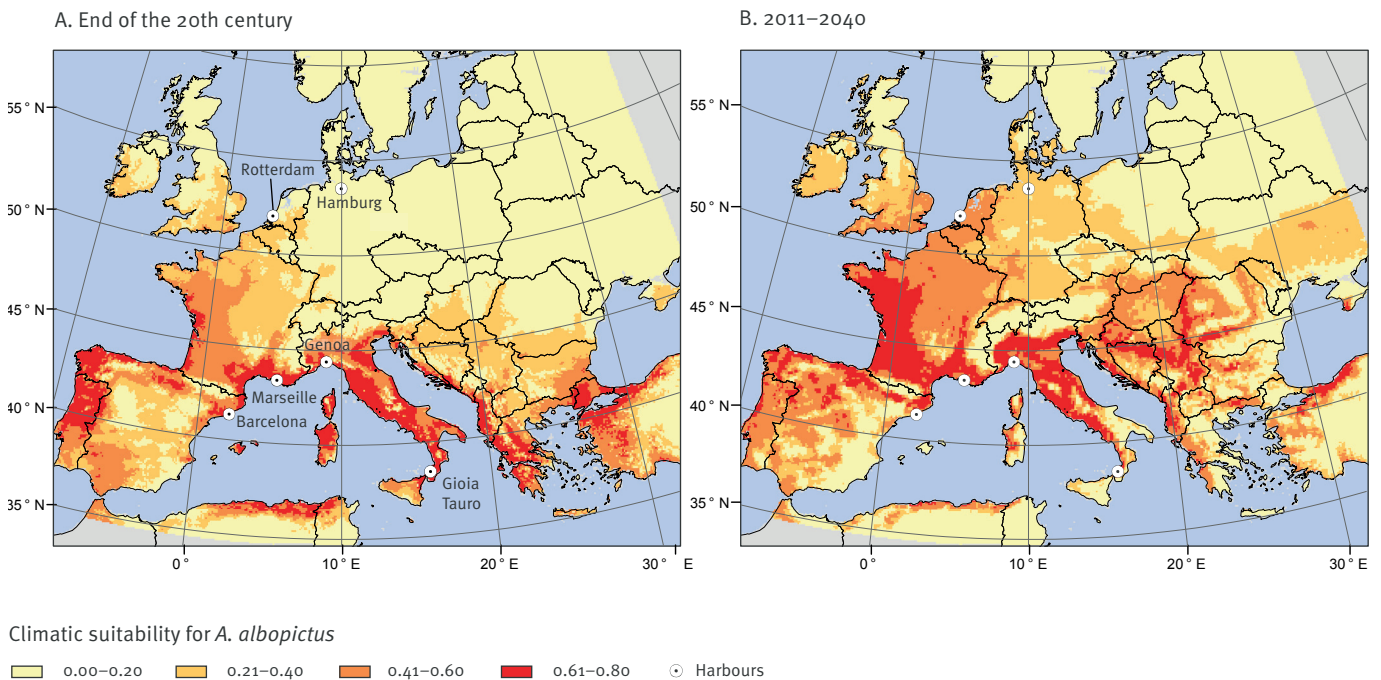 A. End of the 20th century
B. 2011–2040
55° N
50° N
45° N
40° N
35° N
Rotterdam
Hamburg
Genoa
Marseille
Barcelona
Gioia
Tauro
0°
10° E
20° E
30° E
55° N
50° N
45° N
40° N
35° N
0°
10° E
20° E
30° E
Climatic suitability for A. albopictus
0.00–0.20
0.21–0.40
0.41–0.60
0.61–0.80
Harbours